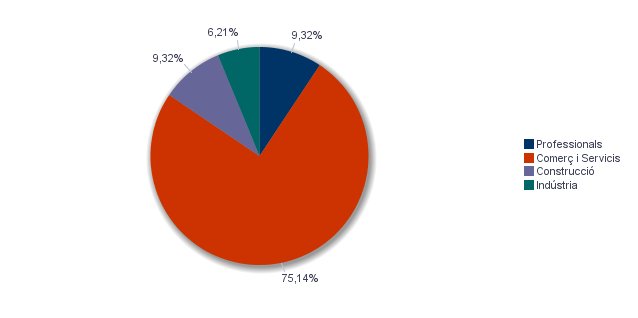 6,21%
9,32%
9,32%
Professionals
Comerç i Servicis
Construcció
Indústria
75,14%